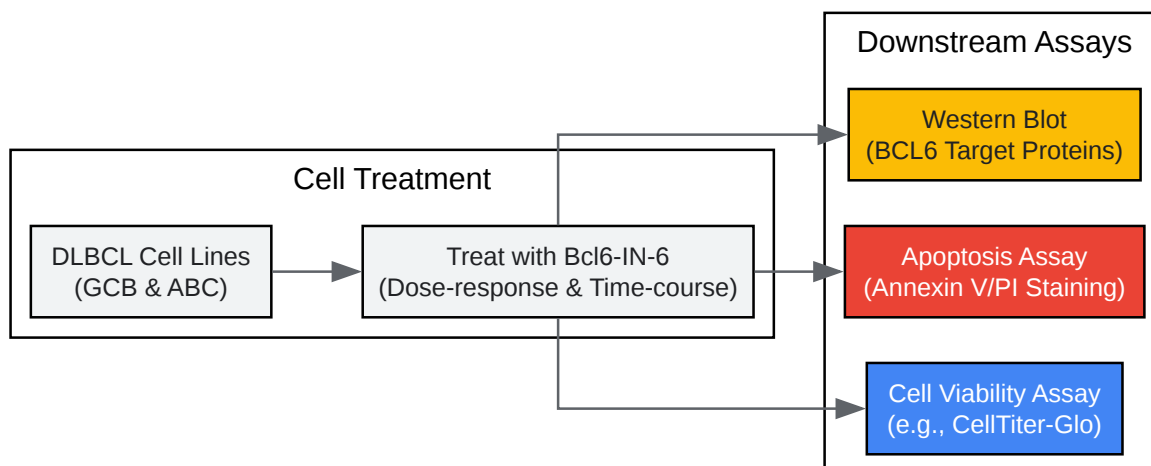 Downstream Assays
Western Blot
(BCL6 Target Proteins)
Cell Treatment
DLBCL Cell Lines
(GCB & ABC)
Treat with Bcl6-IN-6
(Dose-response & Time-course)
Apoptosis Assay
(Annexin V/PI Staining)
Cell Viability Assay
(e.g., CellTiter-Glo)